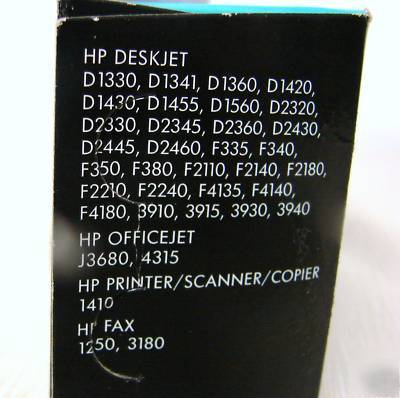 HP DESKJET
D1330, D1341, D1360, D1420,
D1430, D1455, D1560, D2320,
D2330, D2345, D2360, D2430,
D2445, D2460, F335, F340,
F350, F380, F2110, F2140, F2180,
F2210, F2240, F4135, F4140,
F4180, 3910, 3915, 3930, 3940
HP OFFICEJET
J3680, 4315
HP PRINTER/SCANNER/COPIER
1410
HP FAX
1250, 3180